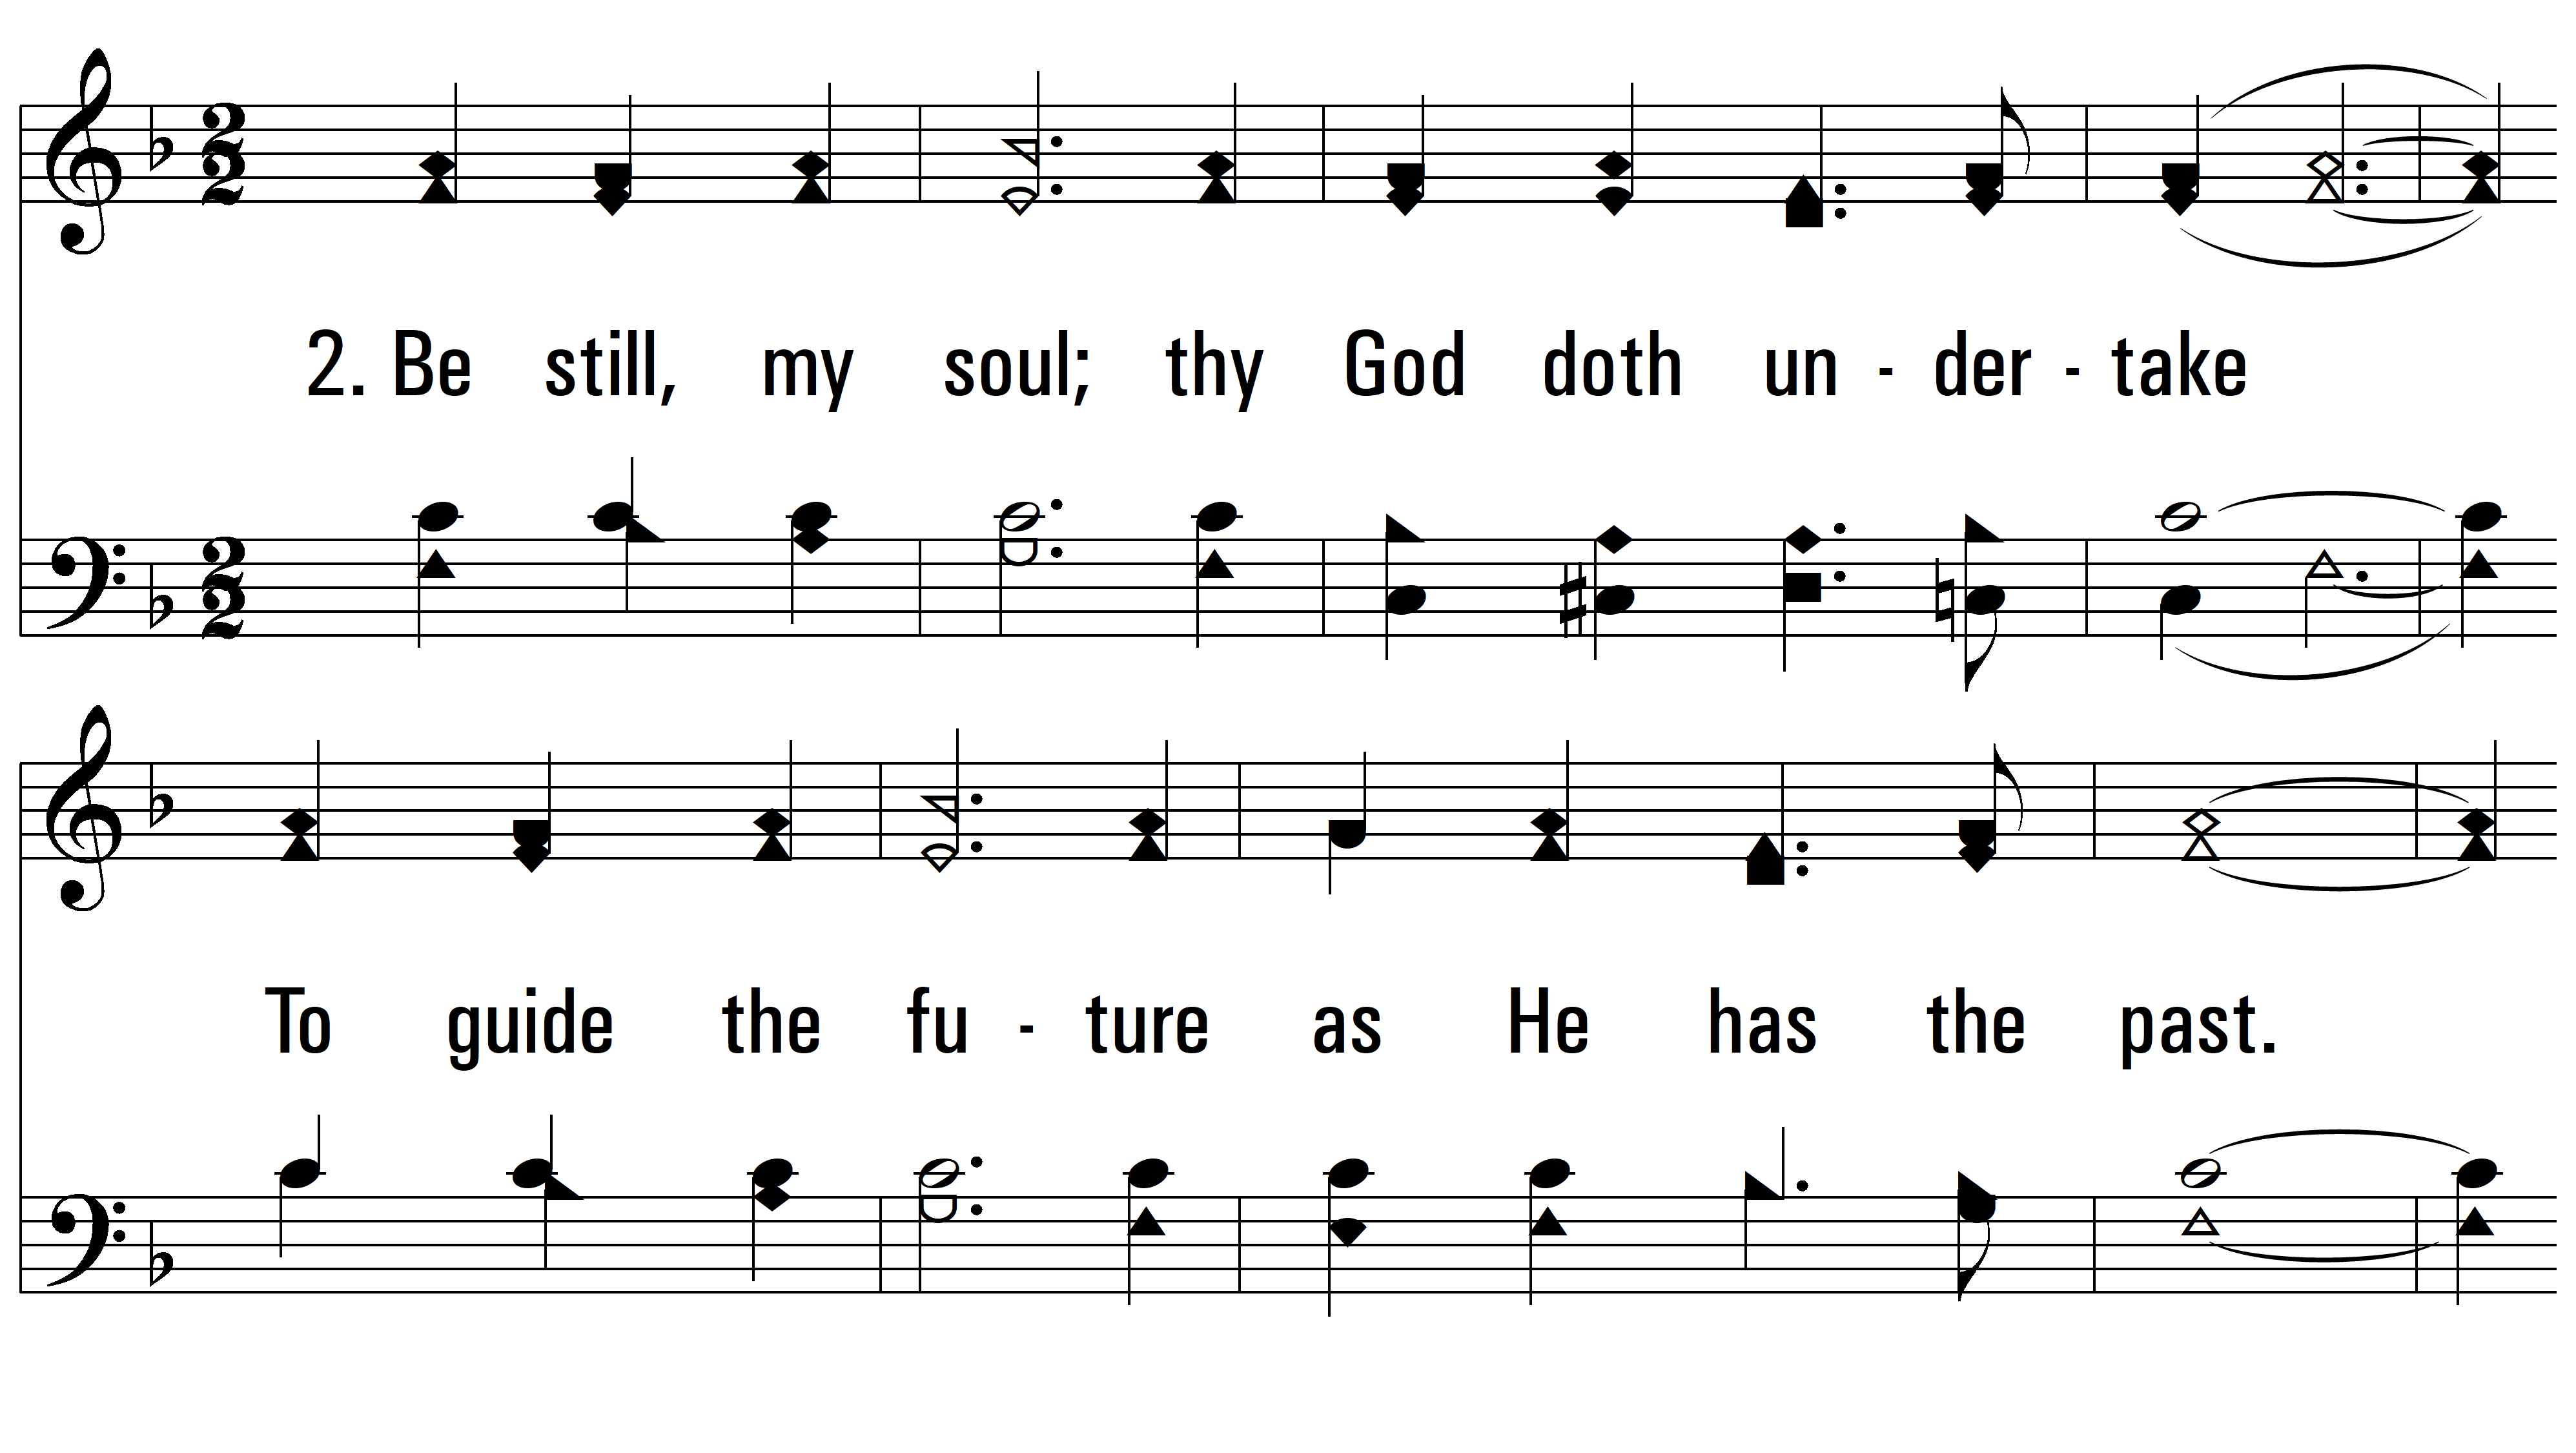 2. Be still, my soul; thy God doth un - der - take
To guide the fu - ture as He has the past.